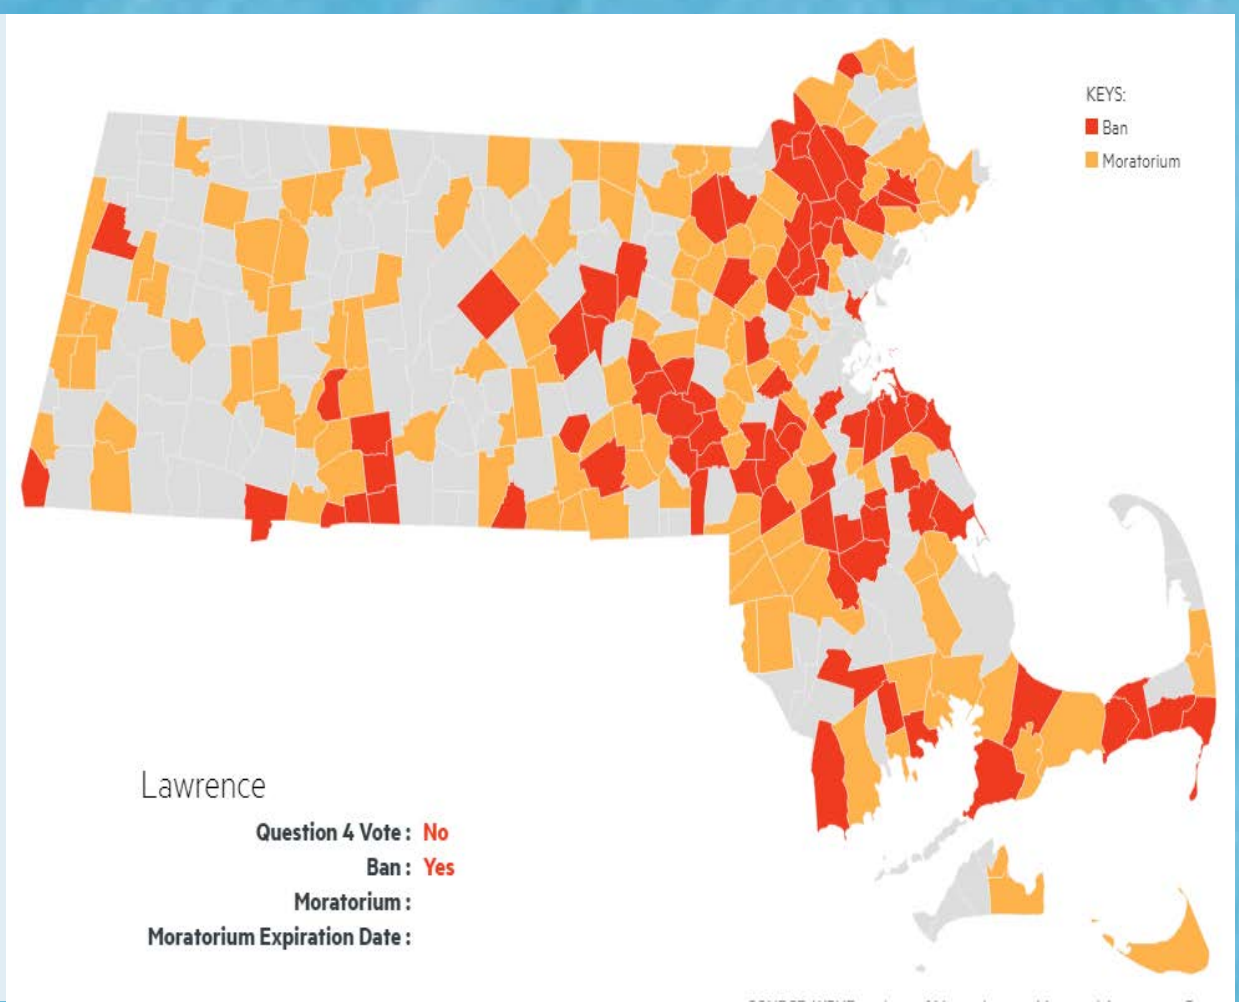 KEYS:
Ban
Moratorium
Lawrence
Question 4 Vote : No
Ban : Yes
Moratorium :
Moratorium Expiration Date :